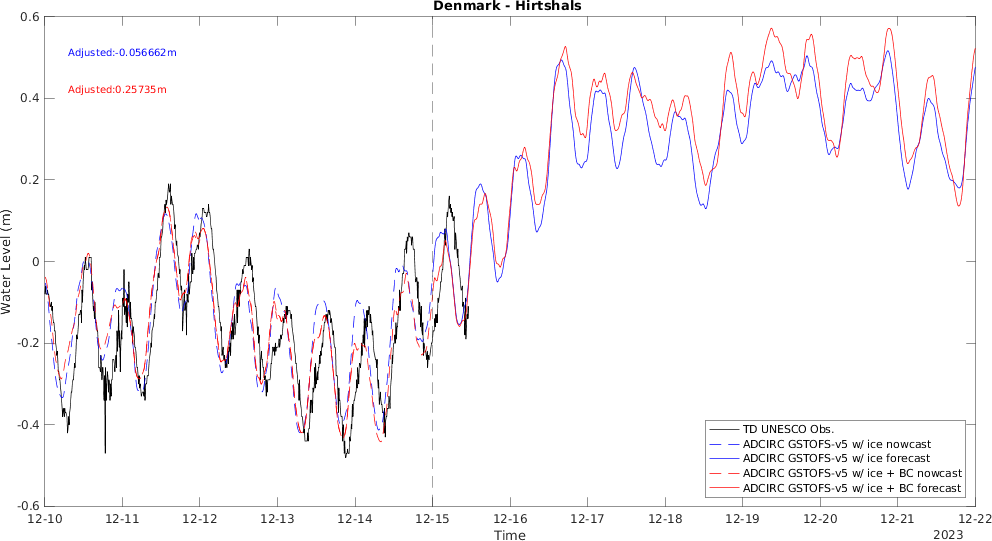 Denmark - Hirtshals
Adjusted:-0.056662m
Adjusted:0.25735m
Water Level (m)
0.6
0.4
0.2
0
-0.2
-0.4
-0.6
TD UNESCO Obs.
ADCIRC GSTOFS-v5 w/ ice nowcast
ADCIRC GSTOFS-v5 w/ ice forecast
ADCIRC GSTOFS-v5 w/ ice + BC nowcast
ADCIRC GSTOFS-v5 w/ ice + BC forecast
12-10 12-11 12-12 12-13 12-14 12-15 12-16 12-17 12-18 12-19 12-20 12-21 12-22
Time
2023